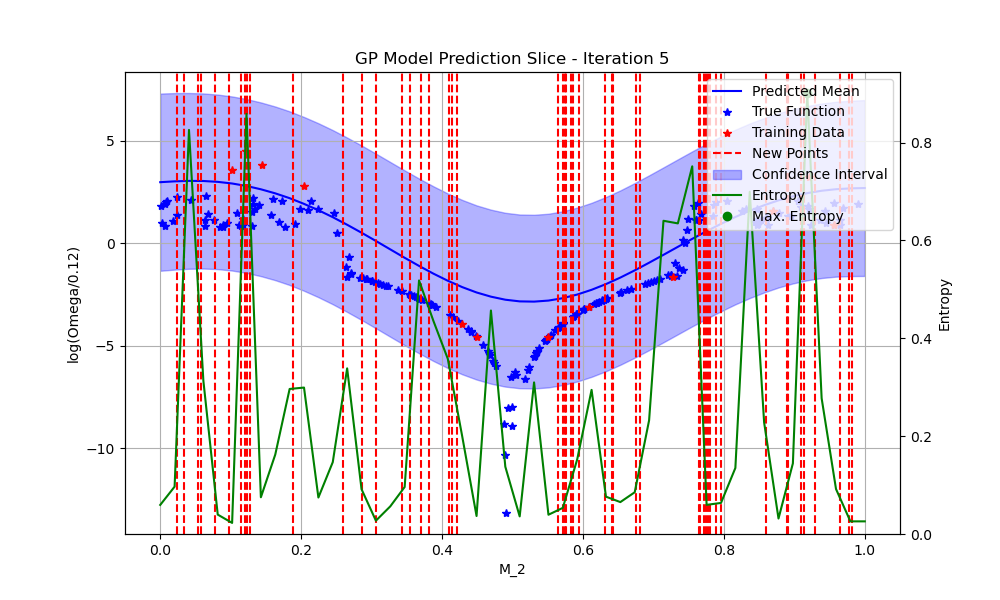 GP Model Prediction Slice - Iteration 5
Predicted Mean
True Function
Training Data
New Points
Confidence Interval
Entropy
Max. Entropy
5
0
−5
−10
log(Omega/0.12)
0.8
0.6
0.4
0.2
0.0
Entropy
0.0 0.2 0.4 0.6 0.8 1.0
M_2